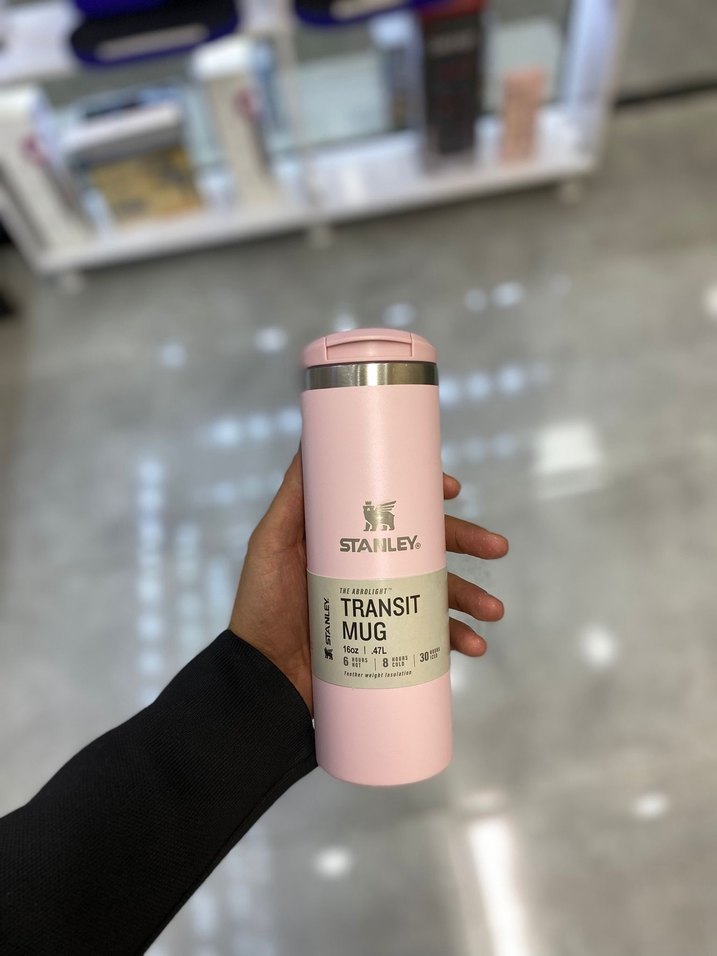 STANLEY®
THE AEROLIGHT™
STANLEY
TRANSIT
MUG
16oz | .47L
6 HOURS HOT | 8 HOURS COLD | 30 HOURS ICED
Feather weight insulation